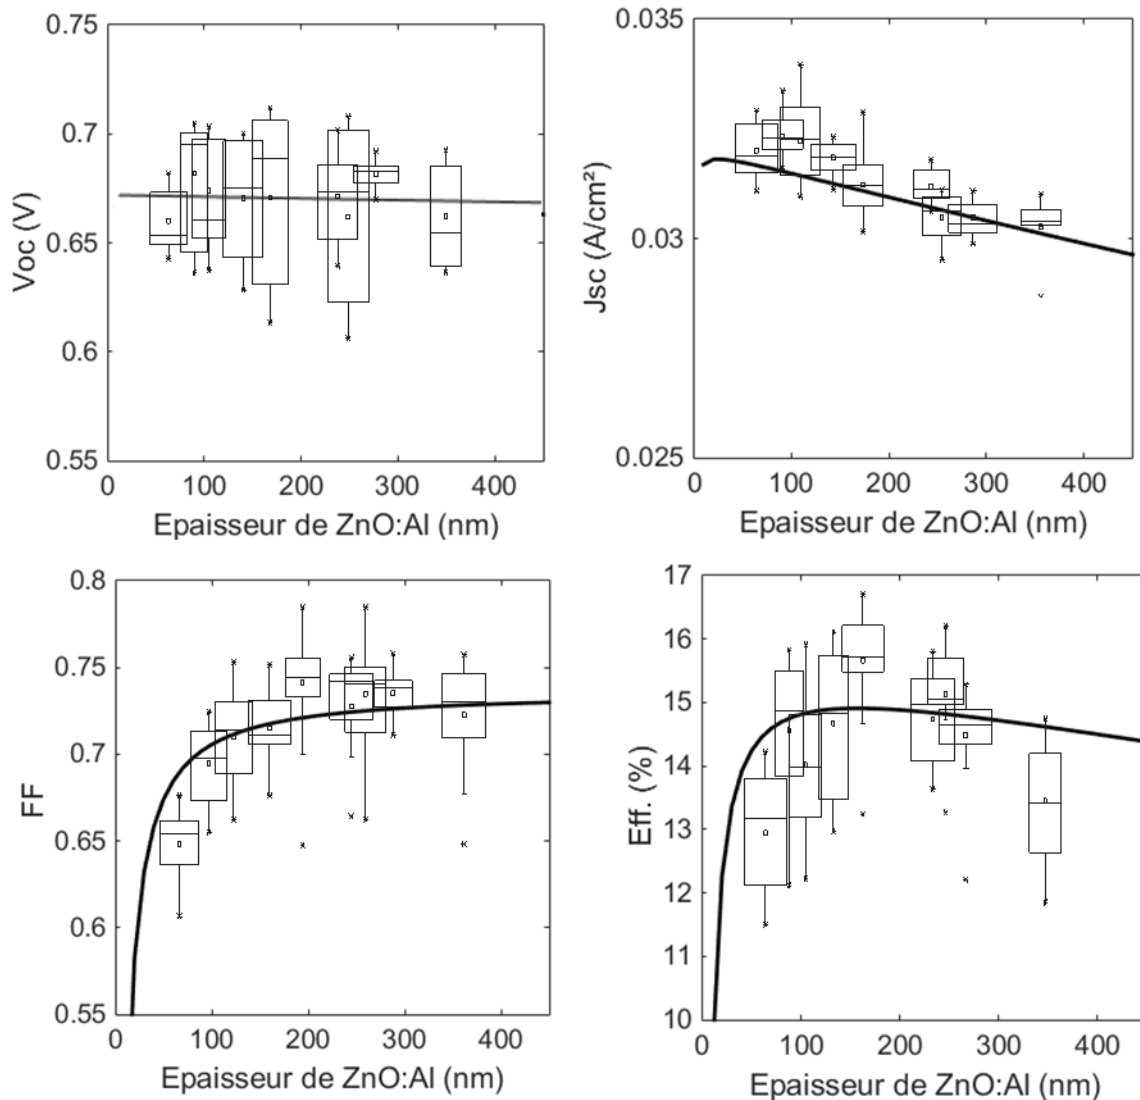 0.75
0.7
0.65
0.6
0.55
Voc (V)
0 100 200 300 400
Epaisseur de ZnO:Al (nm)
0.035
0.03
0.025
Jsc (A/cm²)
0 100 200 300 400
Epaisseur de ZnO:Al (nm)
0.8
0.75
0.7
0.65
0.6
0.55
FF
0 100 200 300 400
Epaisseur de ZnO:Al (nm)
17
16
15
14
13
12
11
10
Eff. (%)
0 100 200 300 400
Epaisseur de ZnO:Al (nm)